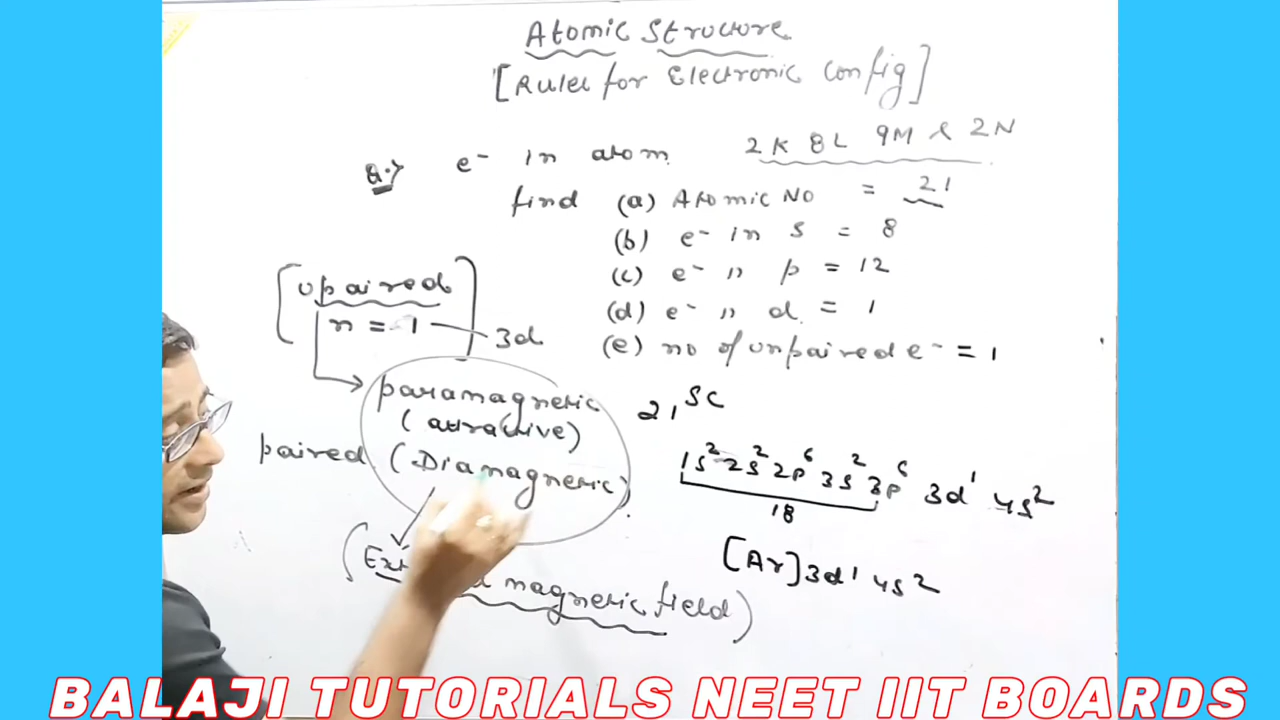 Atomic Structure
[Rules for Electronic Config]
Q.> e⁻ in atom 2K 8L 9M & 2N
find (a) Atomic No = 21
(b) e⁻ in s = 8
(c) e⁻ " p = 12
(d) e⁻ " d = 1
(e) no of unpaired e⁻ = 1
[upaired
n = 1] 3d
paramagnetic
(attractive)
paired (Diamagnetic)
magnetic field)
21 Sc
1s² 2s² 2p⁶ 3s² 3p⁶ 3d¹ 4s²
18
[Ar] 3d¹ 4s²
BALAJI TUTORIALS NEET IIT BOARDS